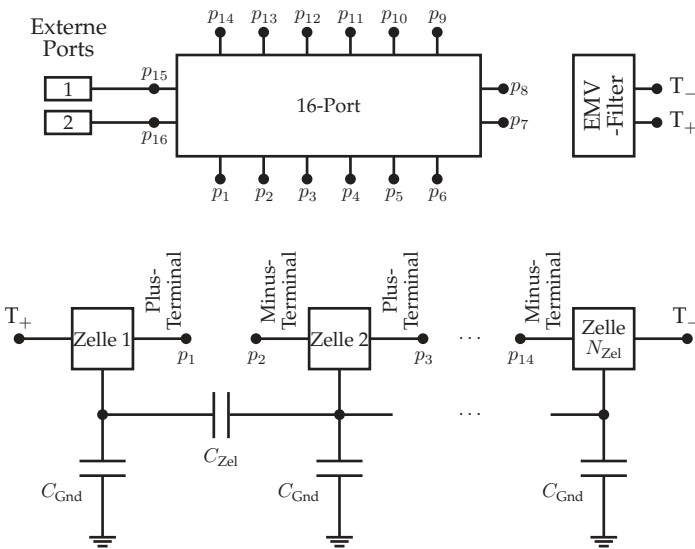 Externe
Ports
p14 p13 p12 p11 p10 p9
1
2
p15
p16
16-Port
p8
p7
p1 p2 p3 p4 p5 p6
EMV
-Filter
T−
T+
T+
Zelle 1
Plus-
Terminal
p1
Minus-
Terminal
p2
Zelle 2
Plus-
Terminal
p3
...
Minus-
Terminal
p14
Zelle
NZel
T−
...
CZel
CGnd
CGnd
CGnd